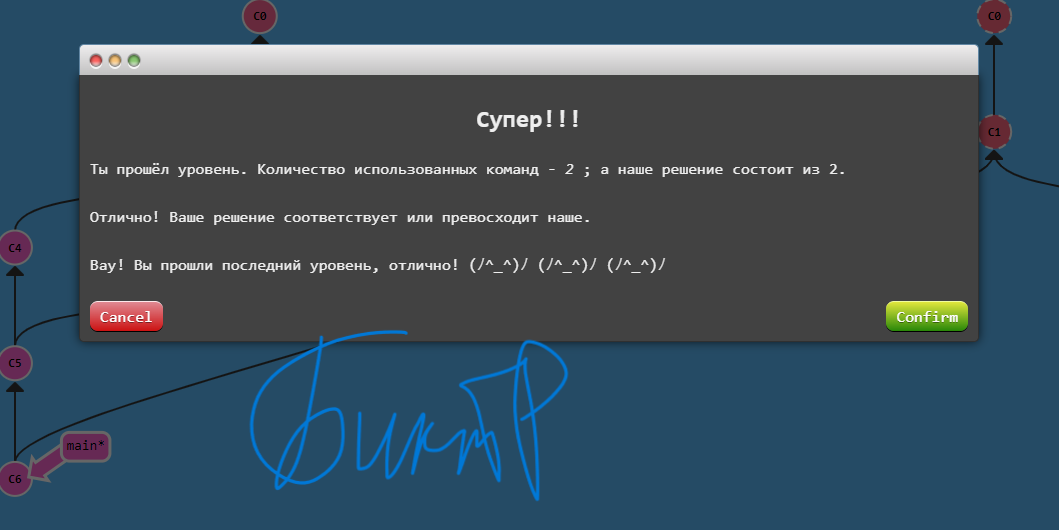 C0
C0
Супер!!!
C1
Ты прошёл уровень. Количество использованных команд - 2 ; а наше решение состоит из 2.
Отлично! Ваше решение соответствует или превосходит наше.
C4
Вау! Вы прошли последний уровень, отлично! (/^_^)/ (/^_^)/ (/^_^)/
Cancel
Confirm
C5
main*
C6